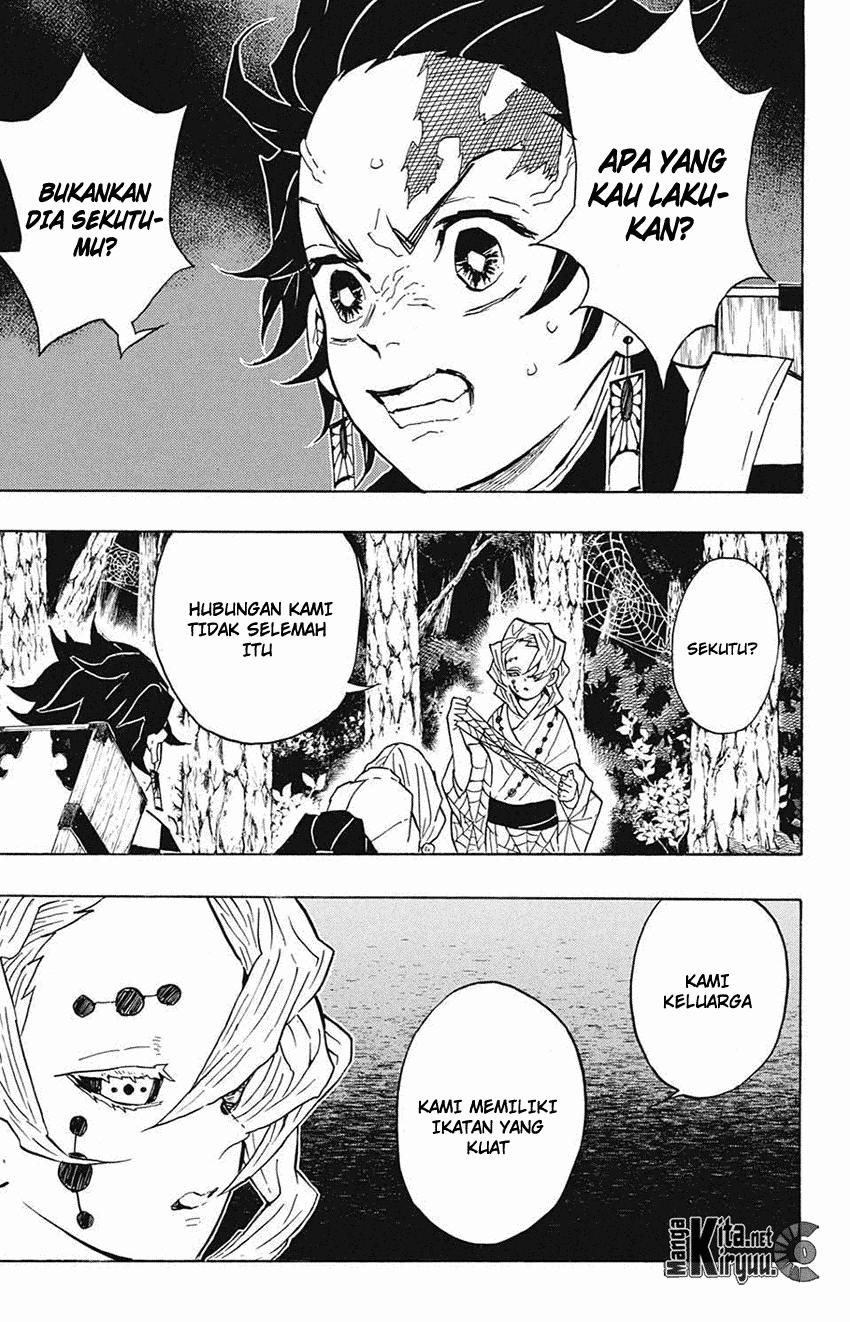 APA YANG
KAU LAKU-
KAN?
BUKANKAN
DIA SEKUTU-
MU?
SEKUTU?
HUBUNGAN KAMI
TIDAK SELEMAH
ITU
KAMI
KELUARGA
KAMI MEMILIKI
IKATAN YANG
KUAT
MangaKita.net
Kiryuu.